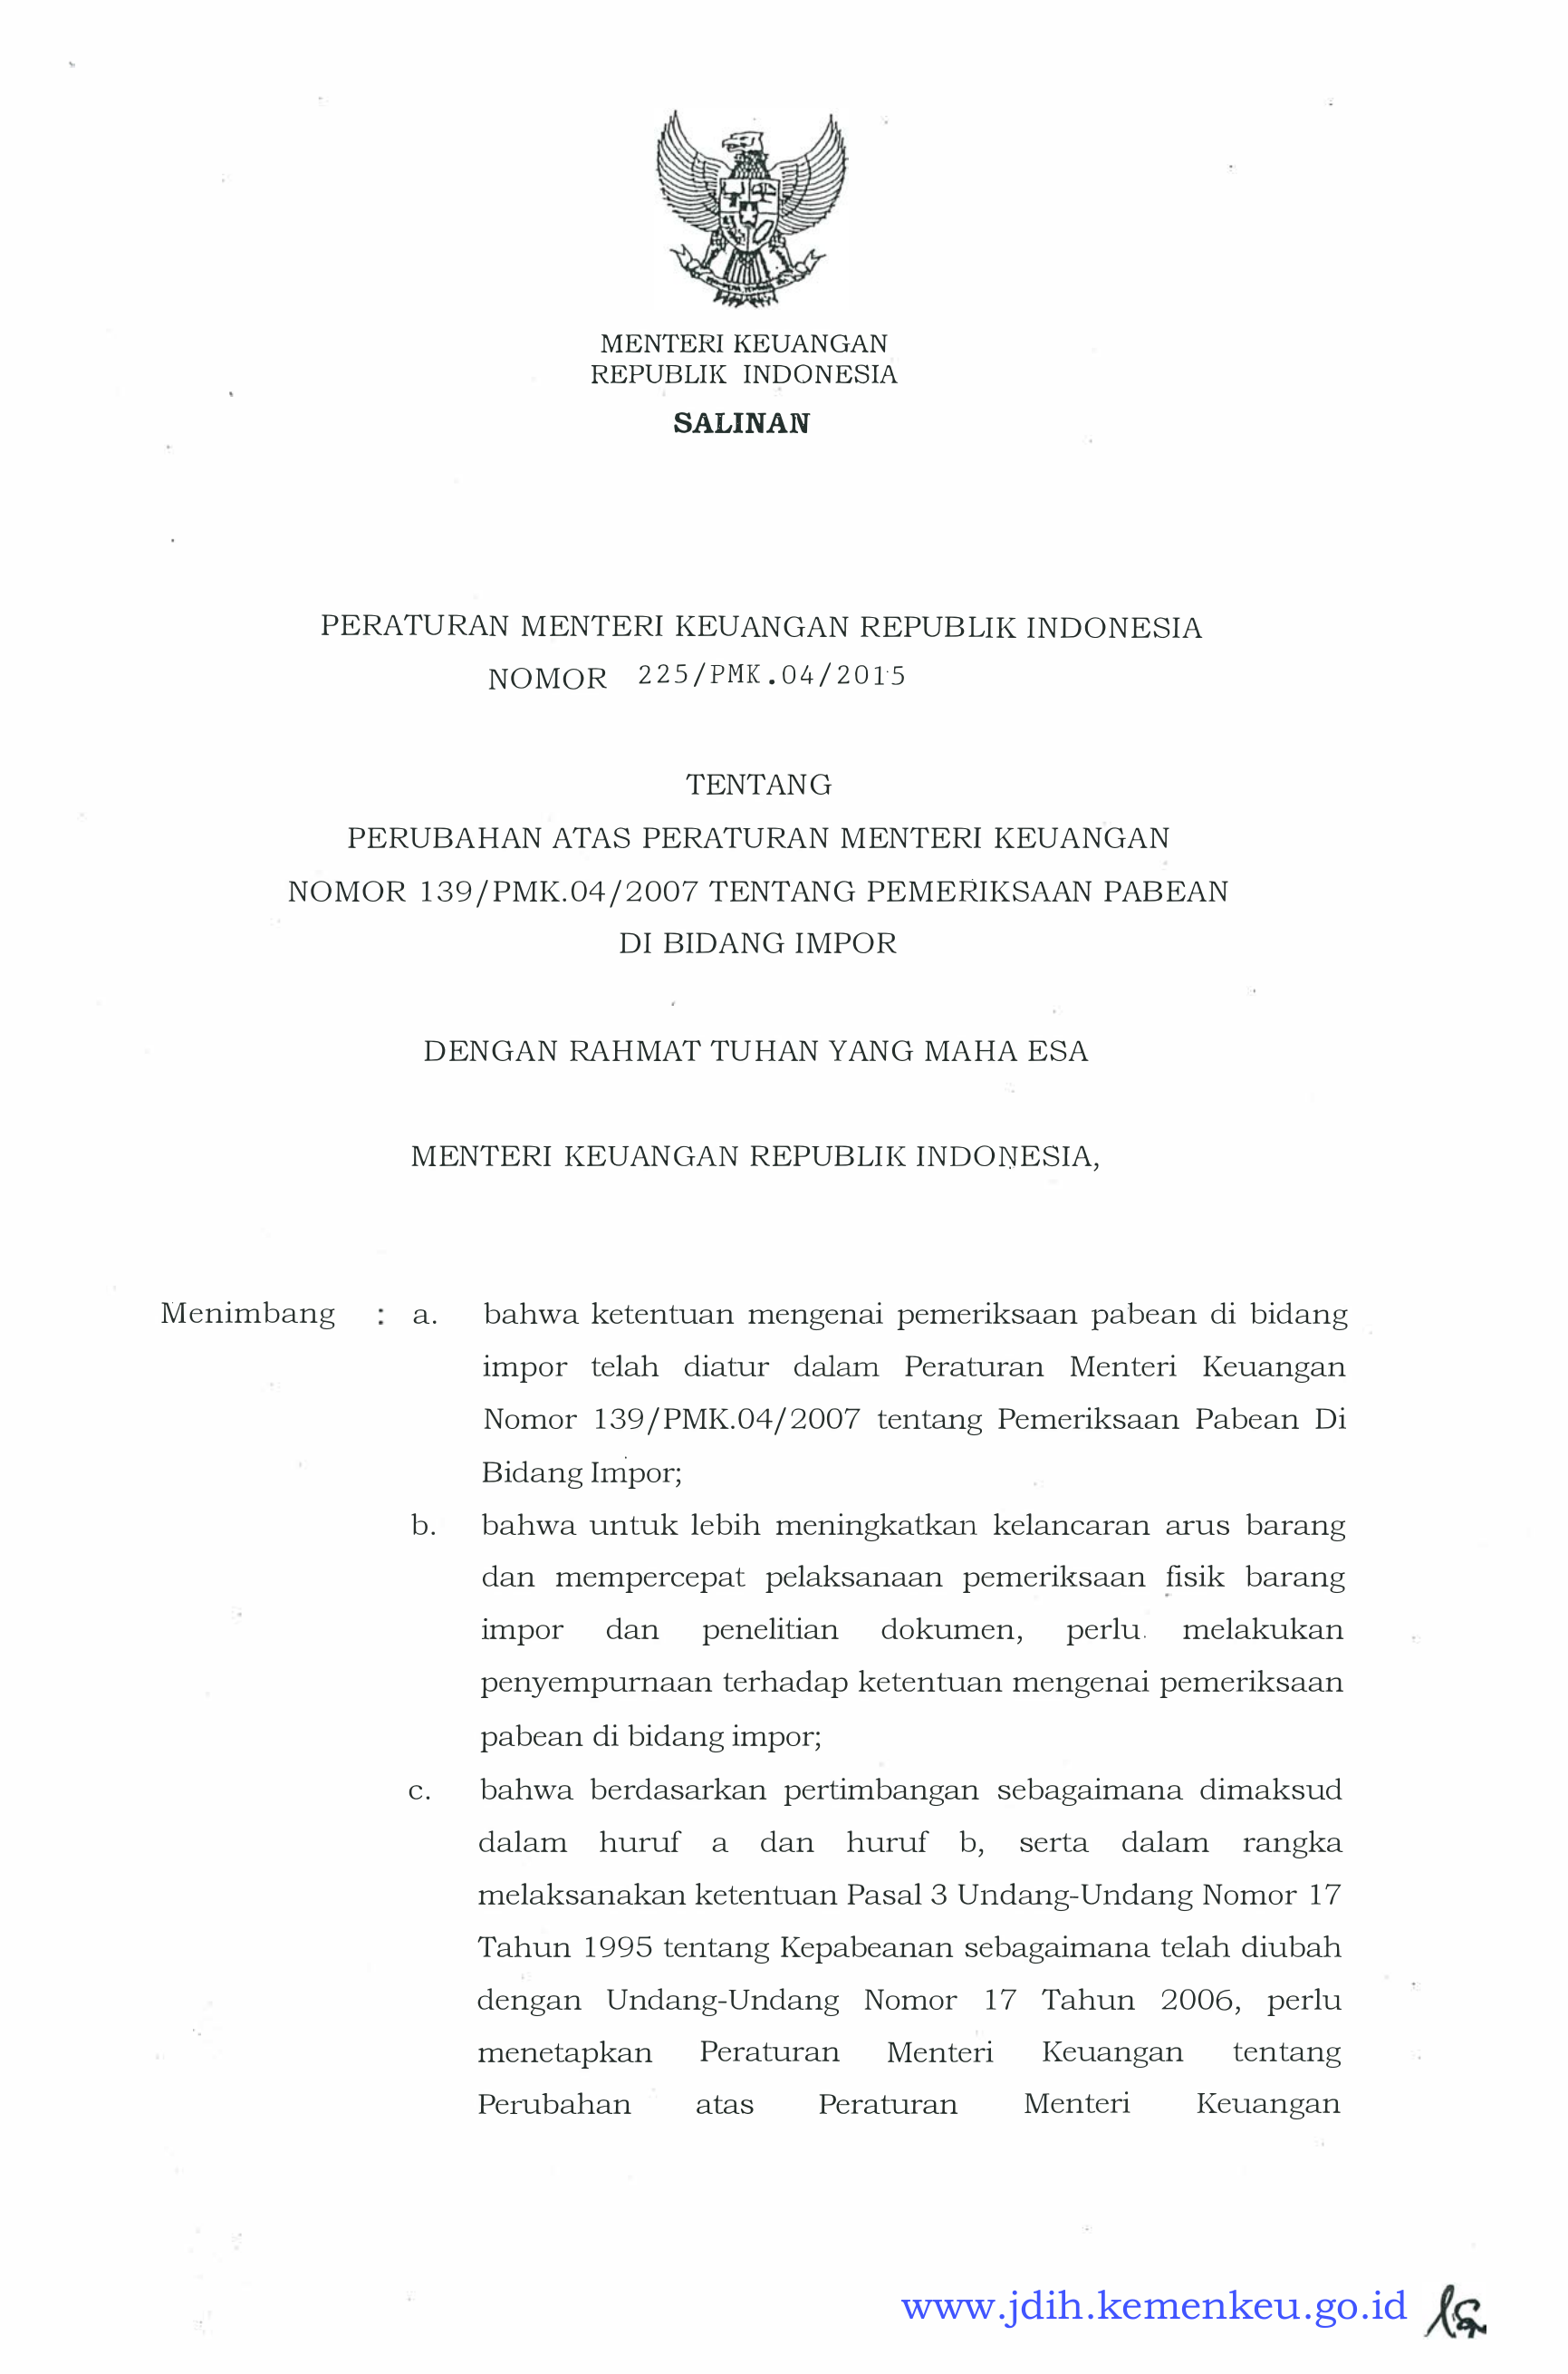 MENTERI KEUANGAN
REPUBLIK INDONESIA
SALINAN
PERATURAN MENTERI KEUANGAN REPUBLIK INDONESIA
NOMOR 225/PMK.04/2015
TENTANG
PERUBAHAN ATAS PERATURAN MENTERI KEUANGAN
NOMOR 139/PMK.04/2007 TENTANG PEMERIKSAAN PABEAN
DI BIDANG IMPOR
DENGAN RAHMAT TUHAN YANG MAHA ESA
MENTERI KEUANGAN REPUBLIK INDONESIA,
Menimbang : a. bahwa ketentuan mengenai pemeriksaan pabean di bidang
impor telah diatur dalam Peraturan Menteri Keuangan
Nomor 139/PMK.04/2007 tentang Pemeriksaan Pabean Di
Bidang Impor;
b. bahwa untuk lebih meningkatkan kelancaran arus barang
dan mempercepat pelaksanaan pemeriksaan fisik barang
impor dan penelitian dokumen, perlu melakukan
penyempurnaan terhadap ketentuan mengenai pemeriksaan
pabean di bidang impor;
c. bahwa berdasarkan pertimbangan sebagaimana dimaksud
dalam huruf a dan huruf b, serta dalam rangka
melaksanakan ketentuan Pasal 3 Undang-Undang Nomor 17
Tahun 1995 tentang Kepabeanan sebagaimana telah diubah
dengan Undang-Undang Nomor 17 Tahun 2006, perlu
menetapkan Peraturan Menteri Keuangan tentang
Perubahan atas Peraturan Menteri Keuangan
www.jdih.kemenkeu.go.id